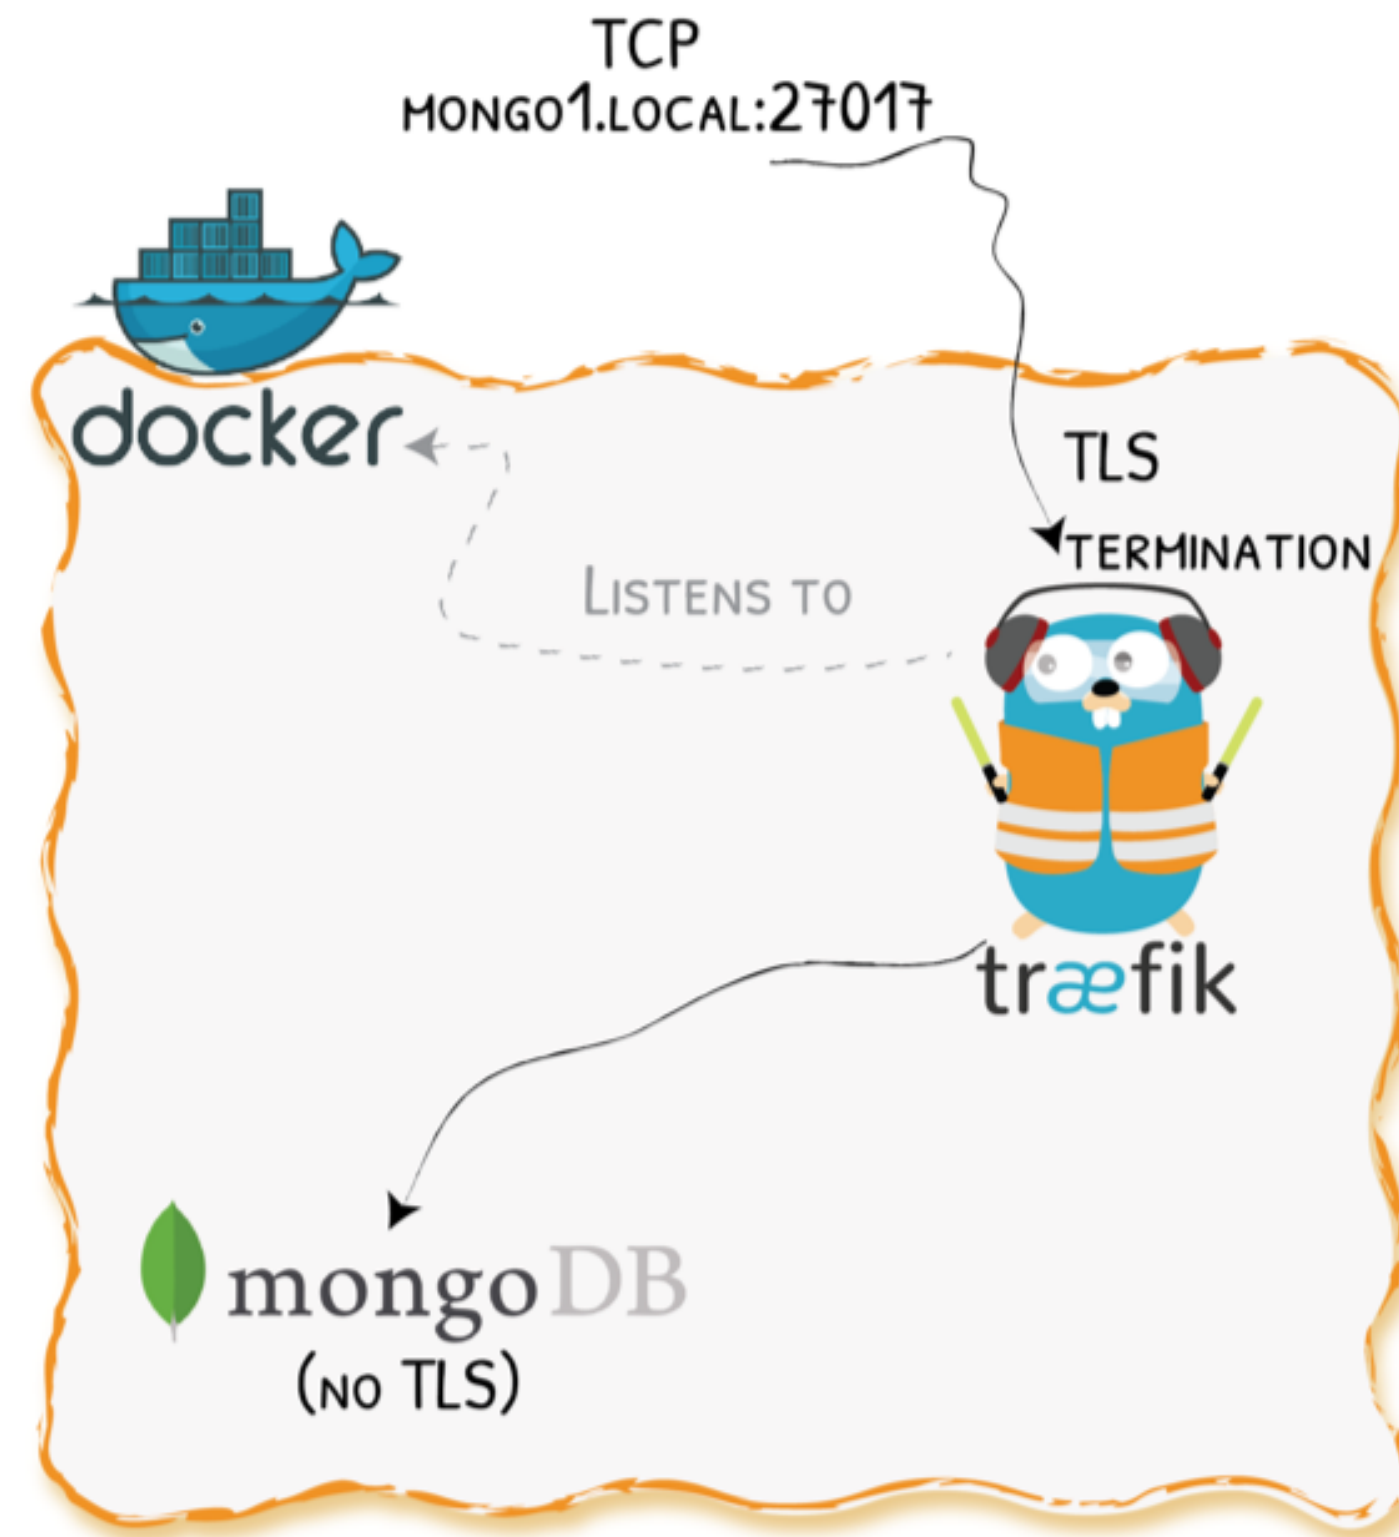 TCP
MONGO1.LOCAL:27017
docker
TLS
TERMINATION
LISTENS TO
træfik
mongoDB
(NO TLS)